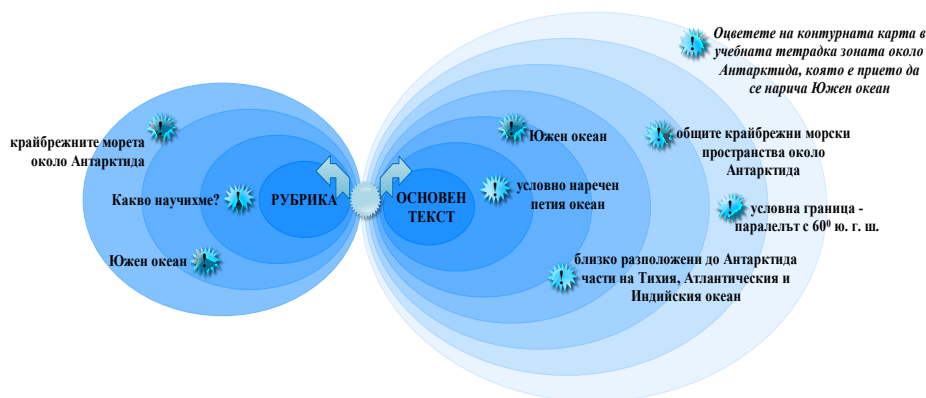 Оцветете на контурната карта в
учебната тетрадка зоната около
Антарктида, която е прието да
се нарича Южен океан
крайбрежните морета
около Антарктида
Какво научихме?
Южен океан
РУБРИКА
ОСНОВЕН
ТЕКСТ
Южен океан
условно наречен
петия океан
общите крайбрежни морски
пространства около
Антарктида
условна граница -
паралелът с 60⁰ ю. г. ш.
близко разположени до Антарктида
части на Тихия, Атлантическия и
Индийския океан